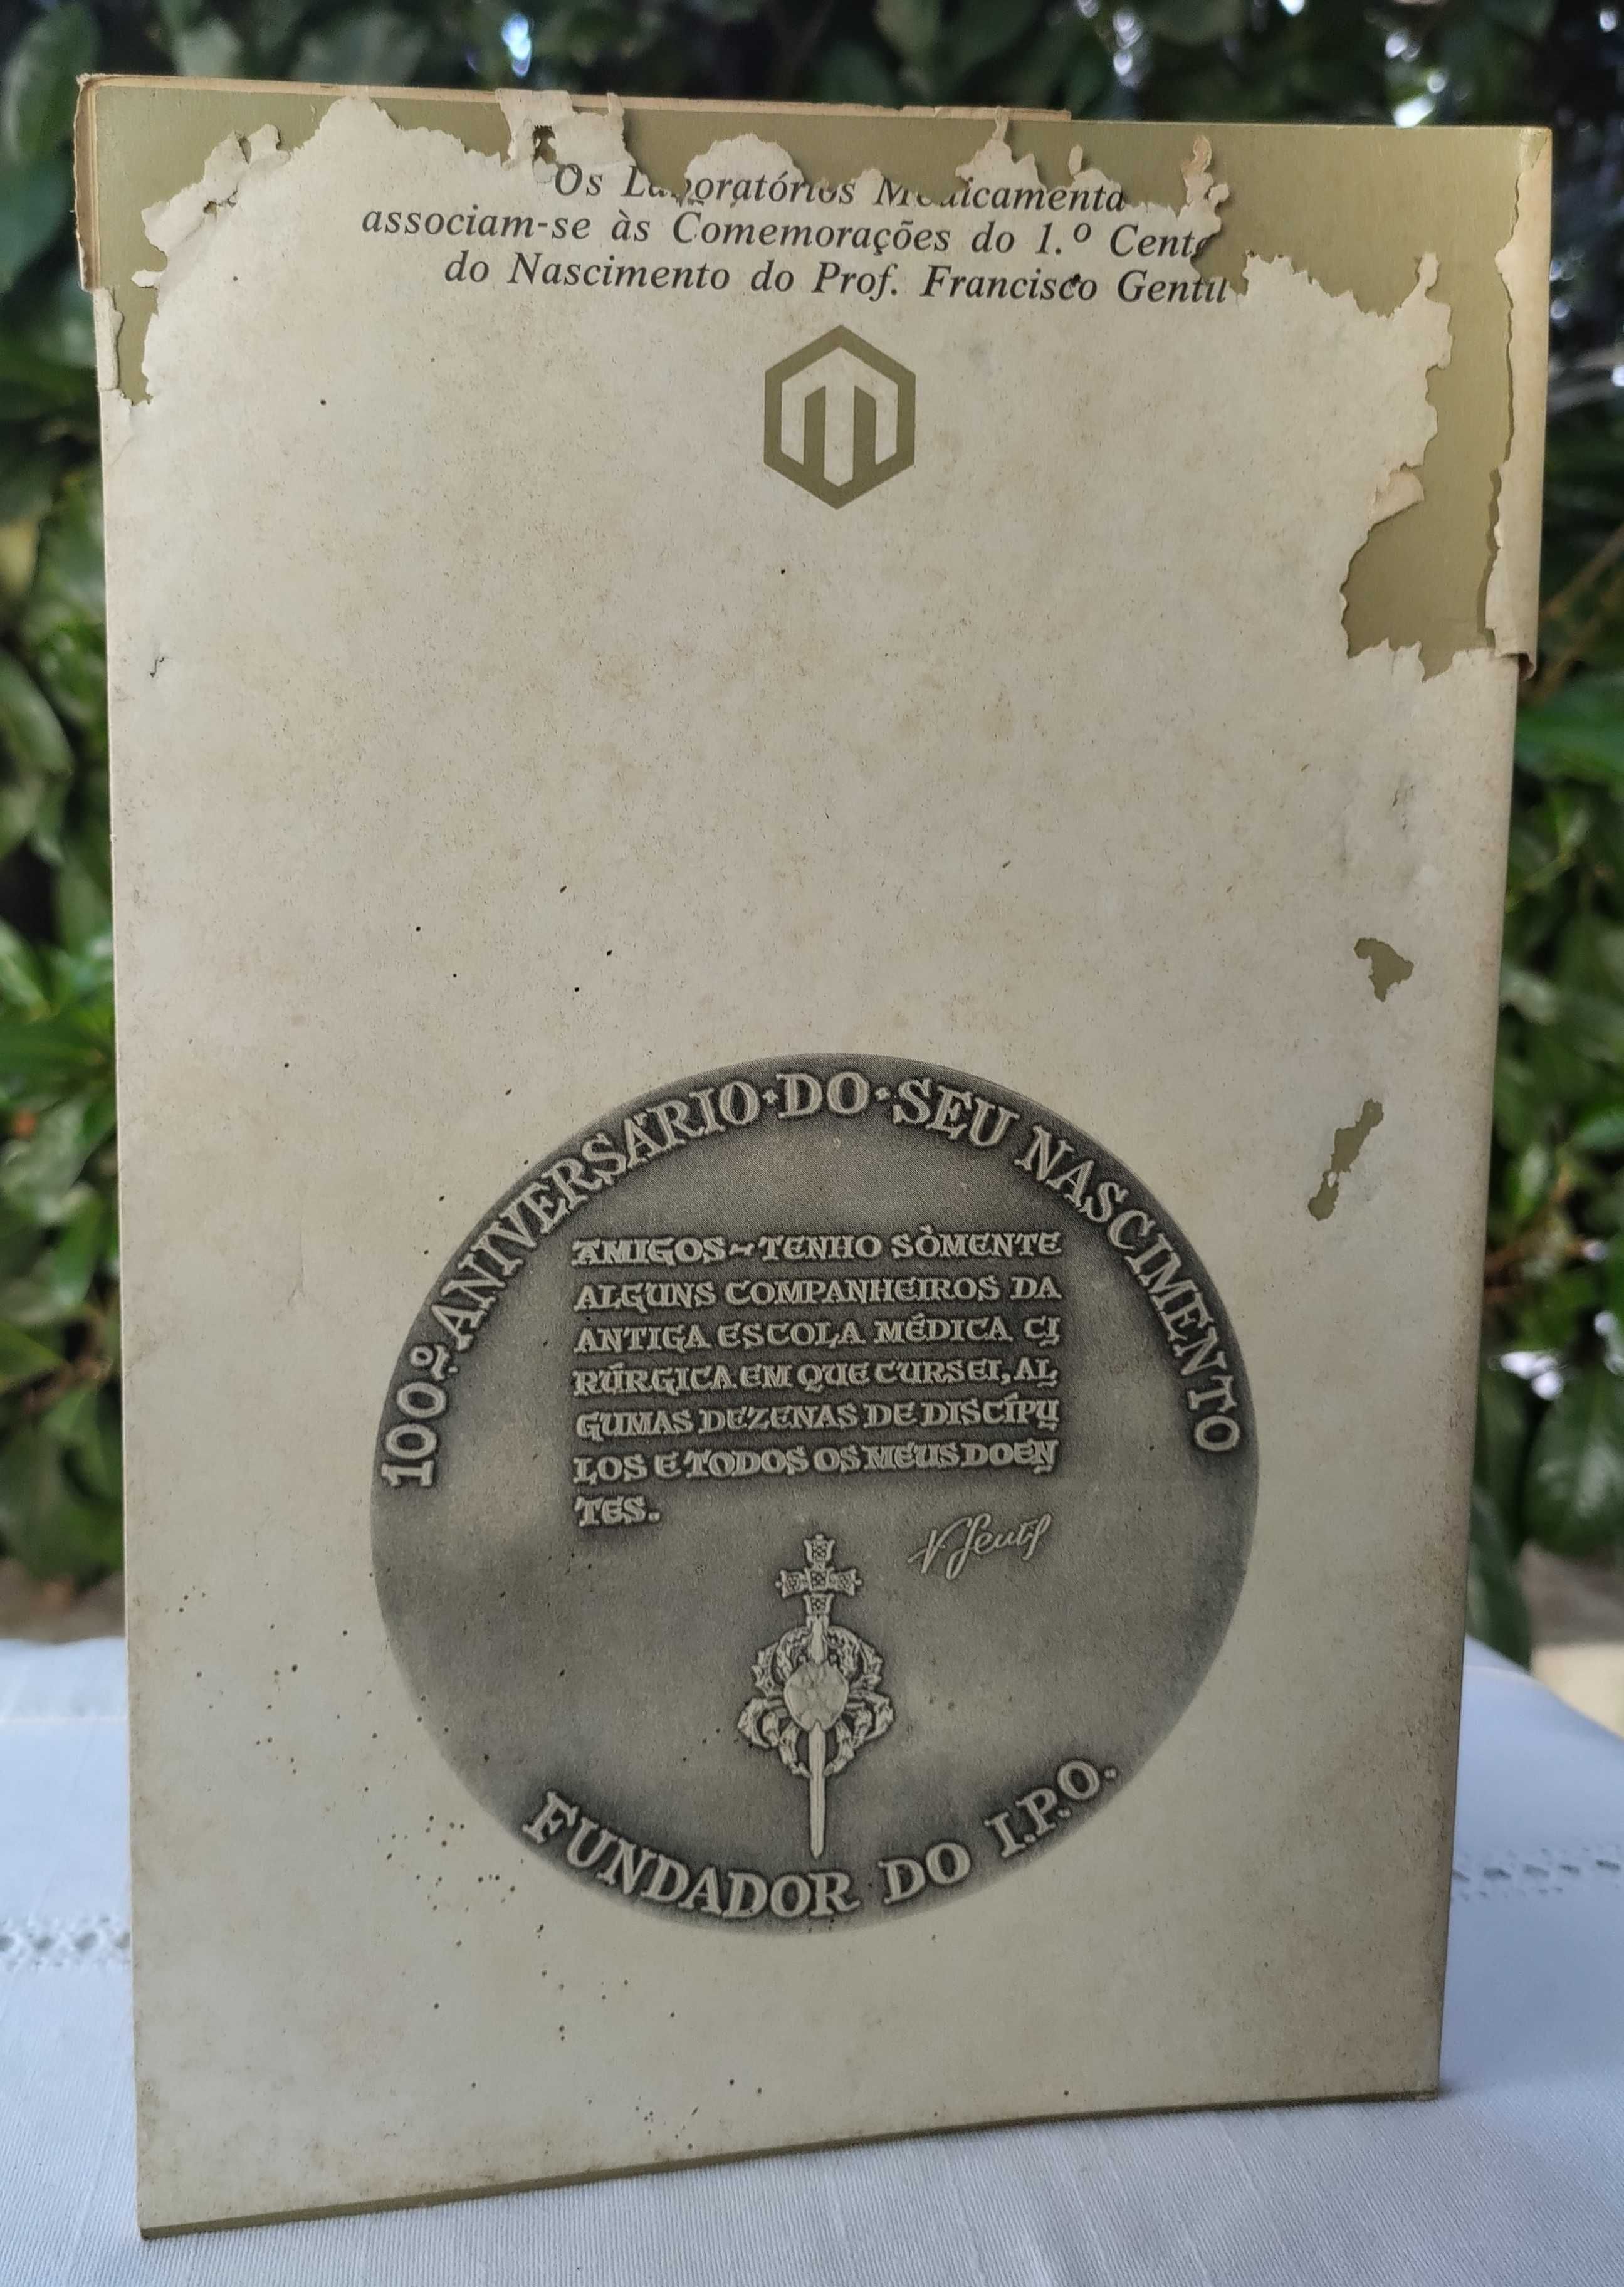 Os Laboratórios Medicamenta
associam-se às Comemorações do 1.º Cente
do Nascimento do Prof. Francisco Gentil
100º ANIVERSÁRIO·DO·SEU NASCIMENTO
AMIGOS-TENHO SÒMENTE
ALGUNS COMPANHEIROS DA
ANTIGA ESCOLA MÉDICA CI
RÚRGICA EM QUE CURSEI, AL
GUMAS DEZENAS DE DISCÍPU
LOS E TODOS OS MEUS DOEN
TES.
F Gentil
FUNDADOR DO I.P.O.